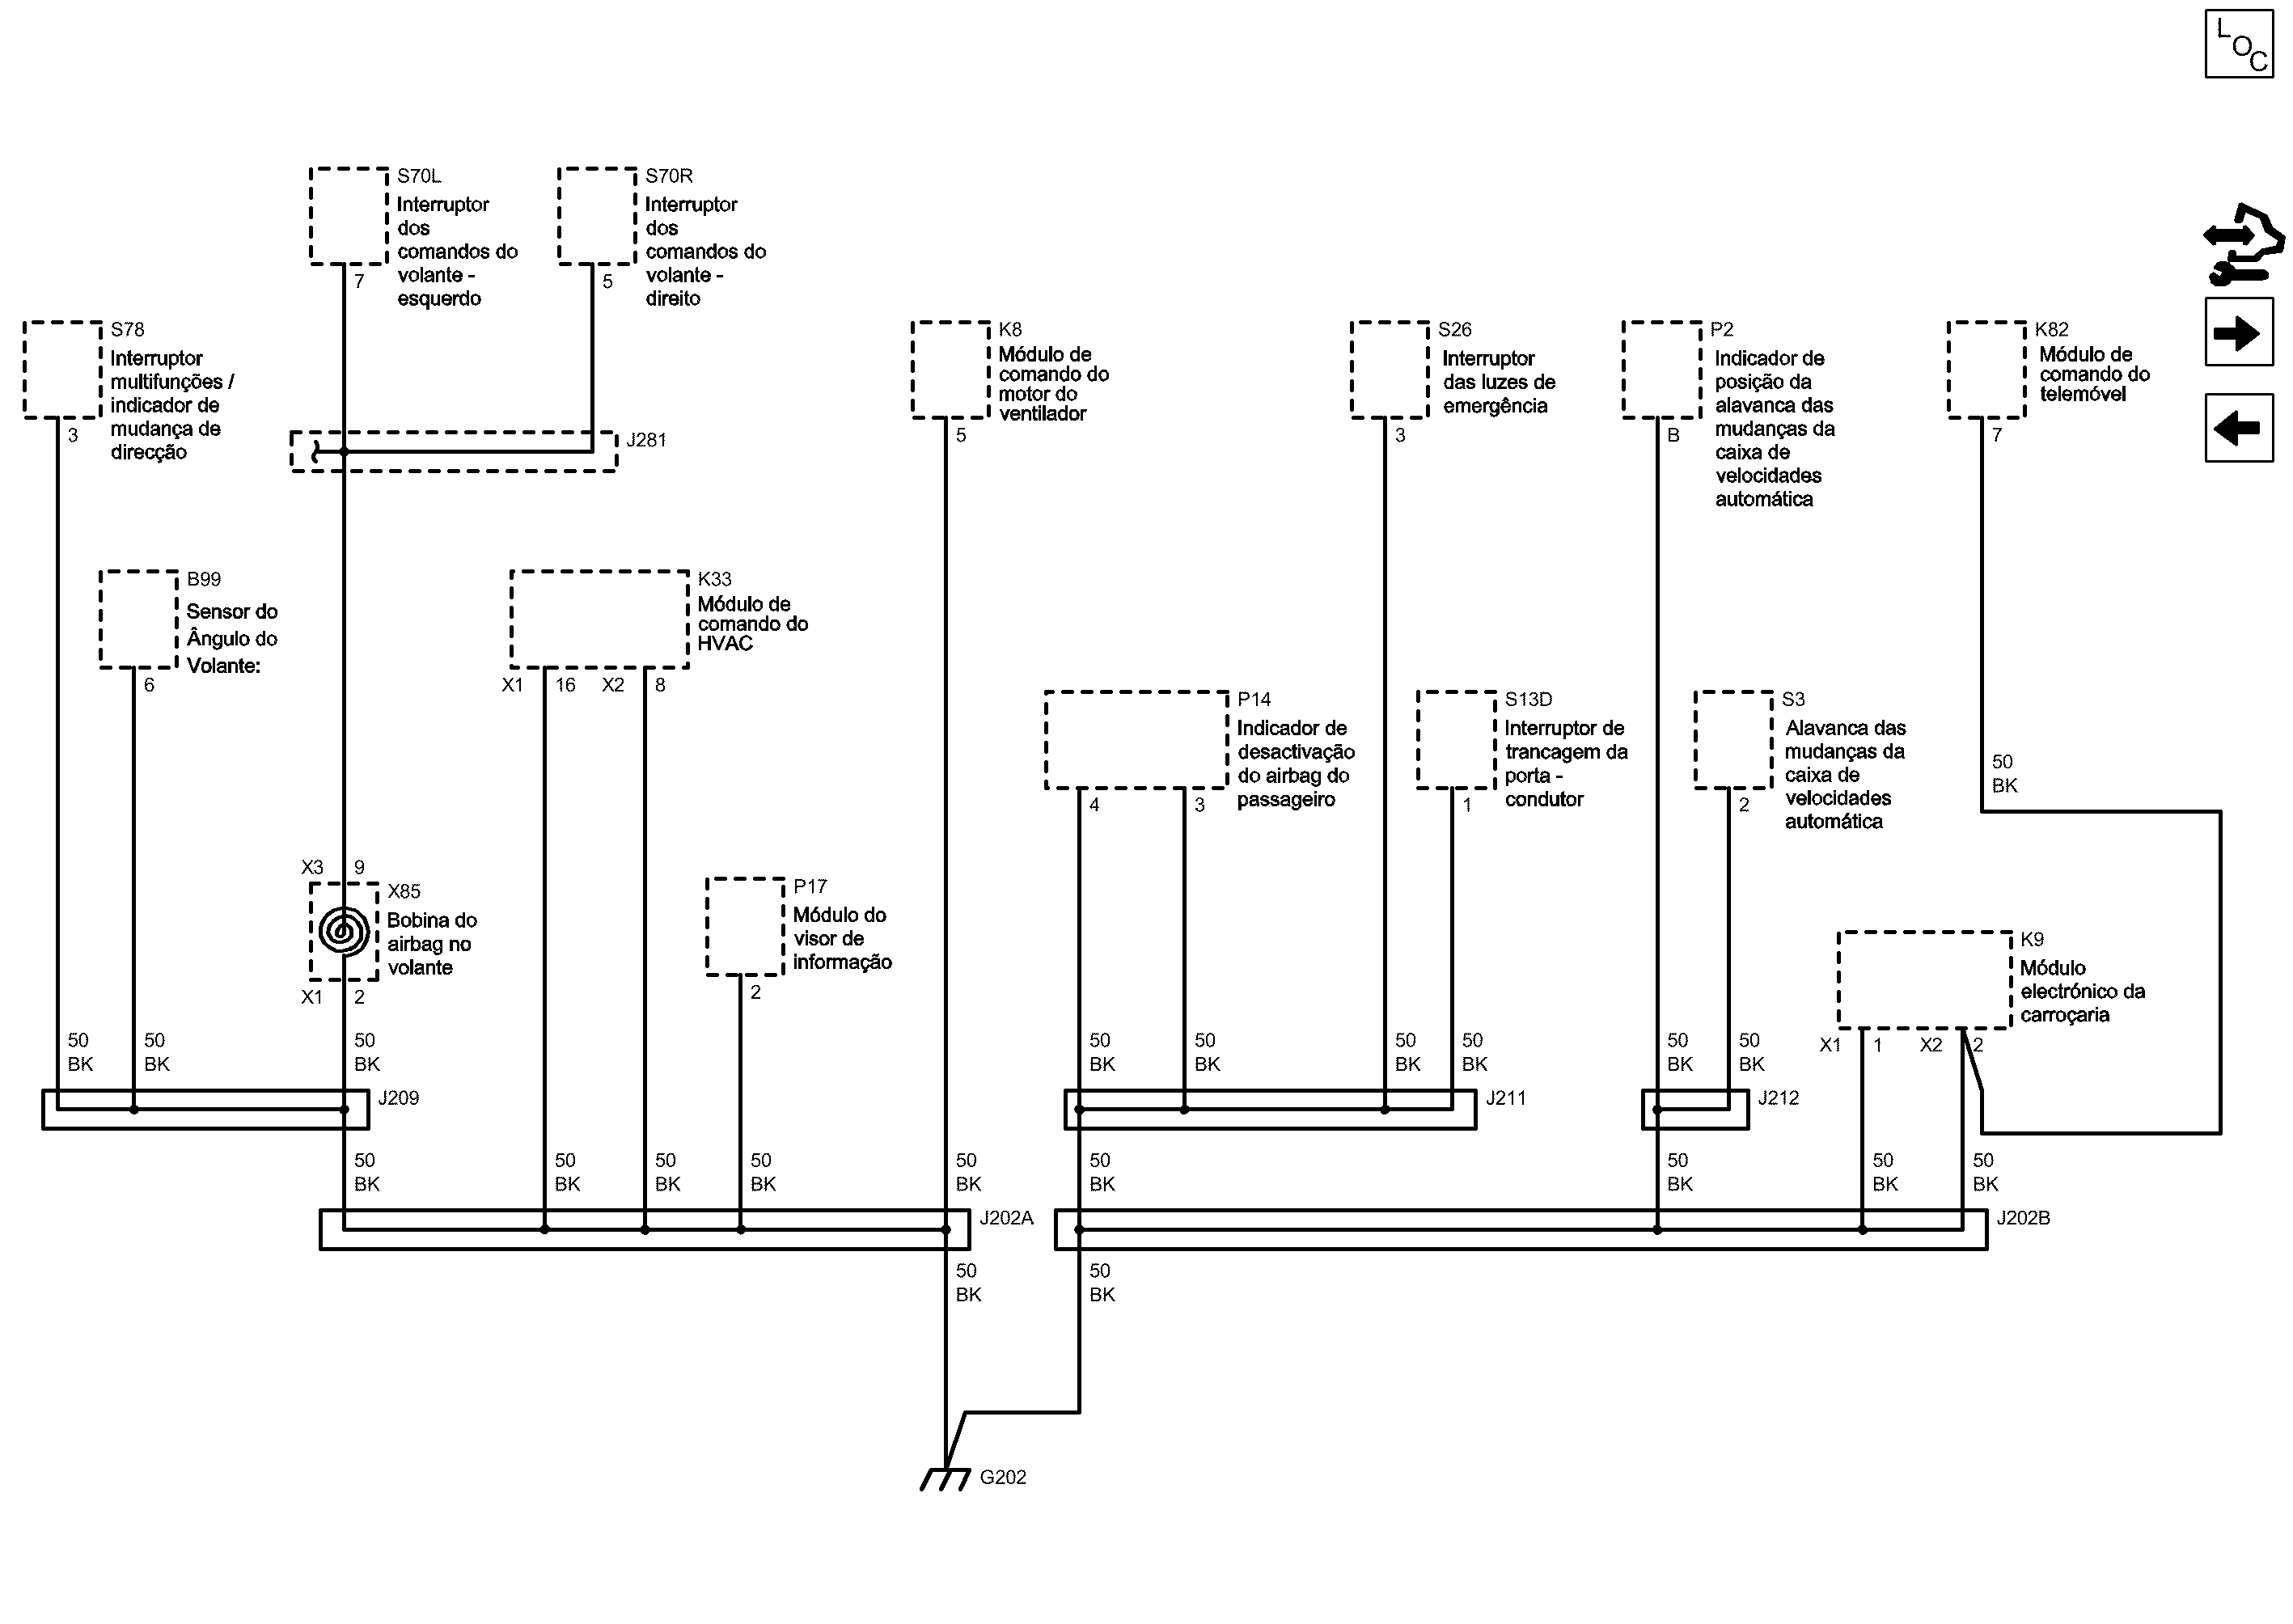 LOC
S70L
Interruptor
dos
comandos do
volante -
esquerdo
7
S70R
Interruptor
dos
comandos do
volante -
direito
5
S78
Interruptor
multifunções /
indicador de
mudança de
direcção
3
J281
K8
Módulo de
comando do
motor do
ventilador
5
S26
Interruptor
das luzes de
emergência
3
P2
Indicador de
posição da
alavanca das
mudanças da
caixa de
velocidades
automática
B
K82
Módulo de
comando do
telemóvel
7
B99
Sensor do
Ângulo do
Volante:
6
K33
Módulo de
comando do
HVAC
X1 16 X2 8
P14
Indicador de
desactivação
do airbag do
passageiro
4 3
S13D
Interruptor de
trancagem da
porta -
condutor
1
S3
Alavanca das
mudanças da
caixa de
velocidades
automática
2
50
BK
X3 9
X85
Bobina do
airbag no
volante
X1 2
P17
Módulo do
visor de
informação
2
K9
Módulo
electrónico da
carroçaria
X1 1 X2 2
50 50 50 50 50 50 50 50 50
BK BK BK BK BK BK BK BK BK
J209
J211
J212
50 50 50 50 50 50 50 50 50
BK BK BK BK BK BK BK BK BK
J202A
J202B
50 50
BK BK
G202